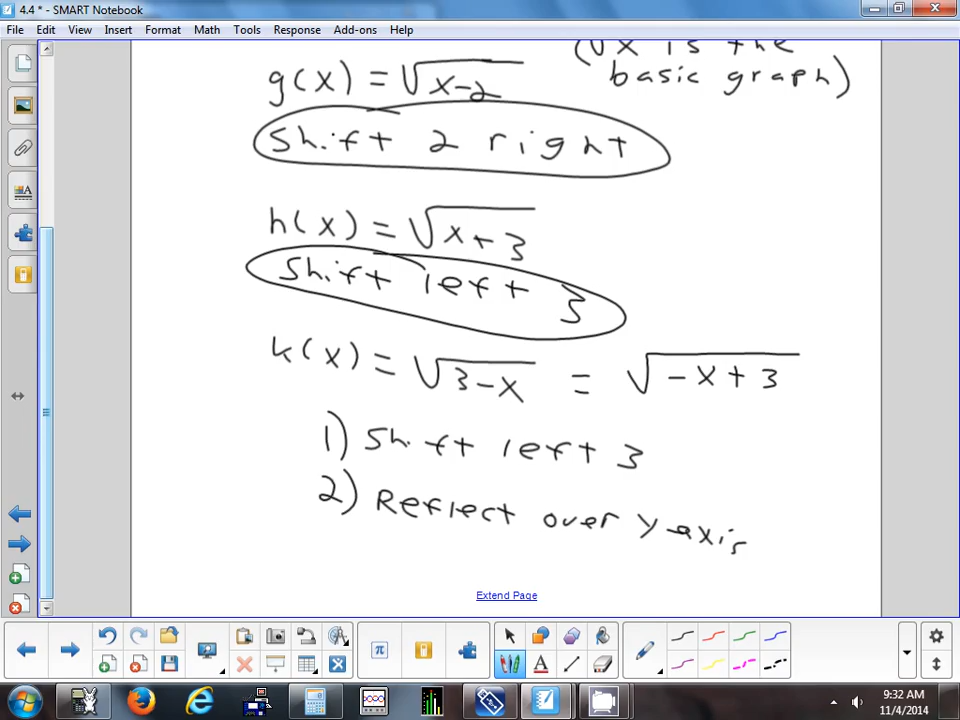 4.4 * - SMART Notebook
File Edit View Insert Format Math Tools Response Add-ons Help
(√x is the
basic graph)
g(x) = √x-2
shift 2 right
h(x) = √x+3
shift left 3
k(x) = √3-x = √-x+3
1) Shift left 3
2) Reflect over y axis
Extend Page
π
A
9:32 AM
11/4/2014